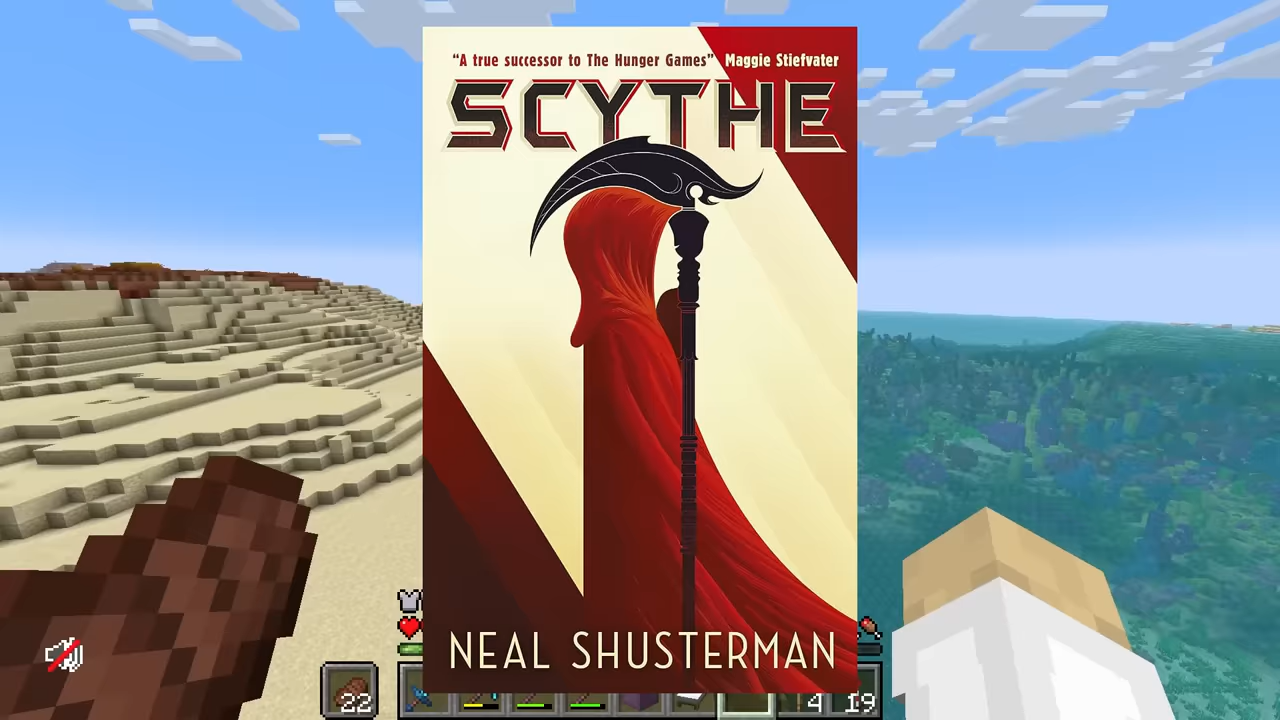 “A true successor to The Hunger Games” Maggie Stiefvater
SCYTHE
NEAL SHUSTERMAN
22
4
19